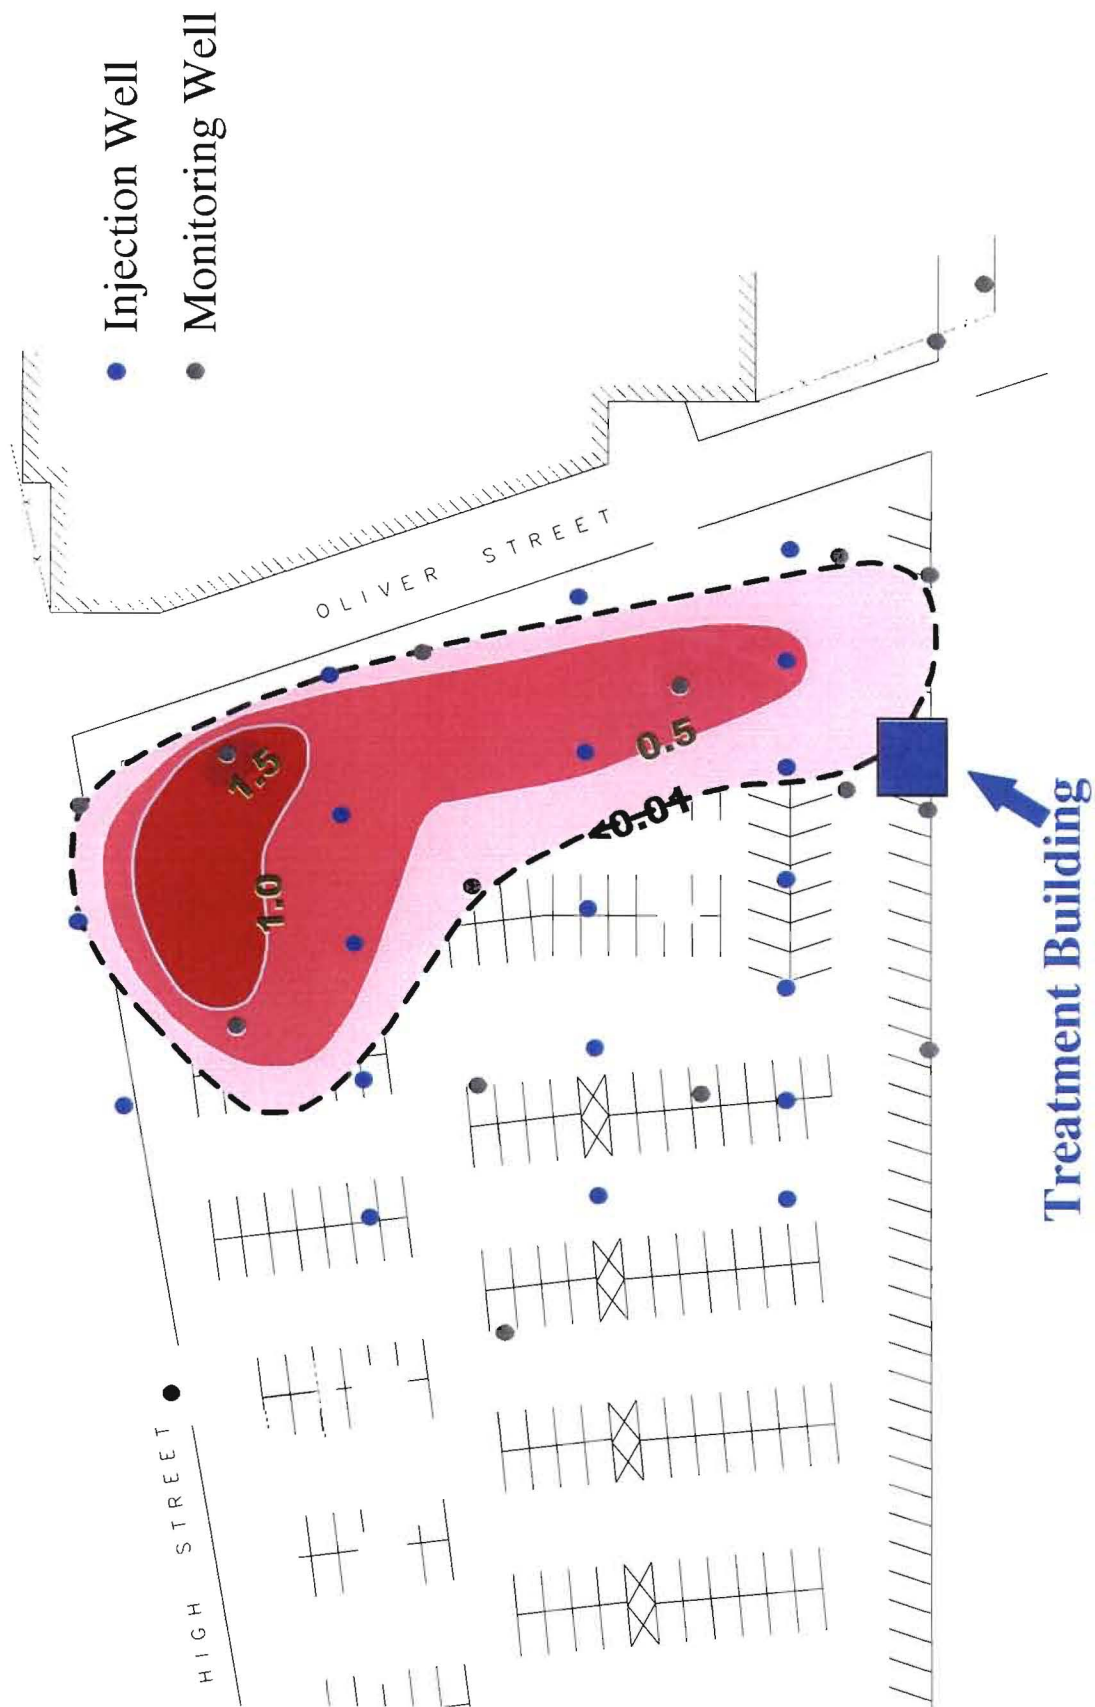 Injection Well
Monitoring Well
OLIVER STREET
1.5
1.0
0.5
<0.04
HIGH STREET
Treatment Building